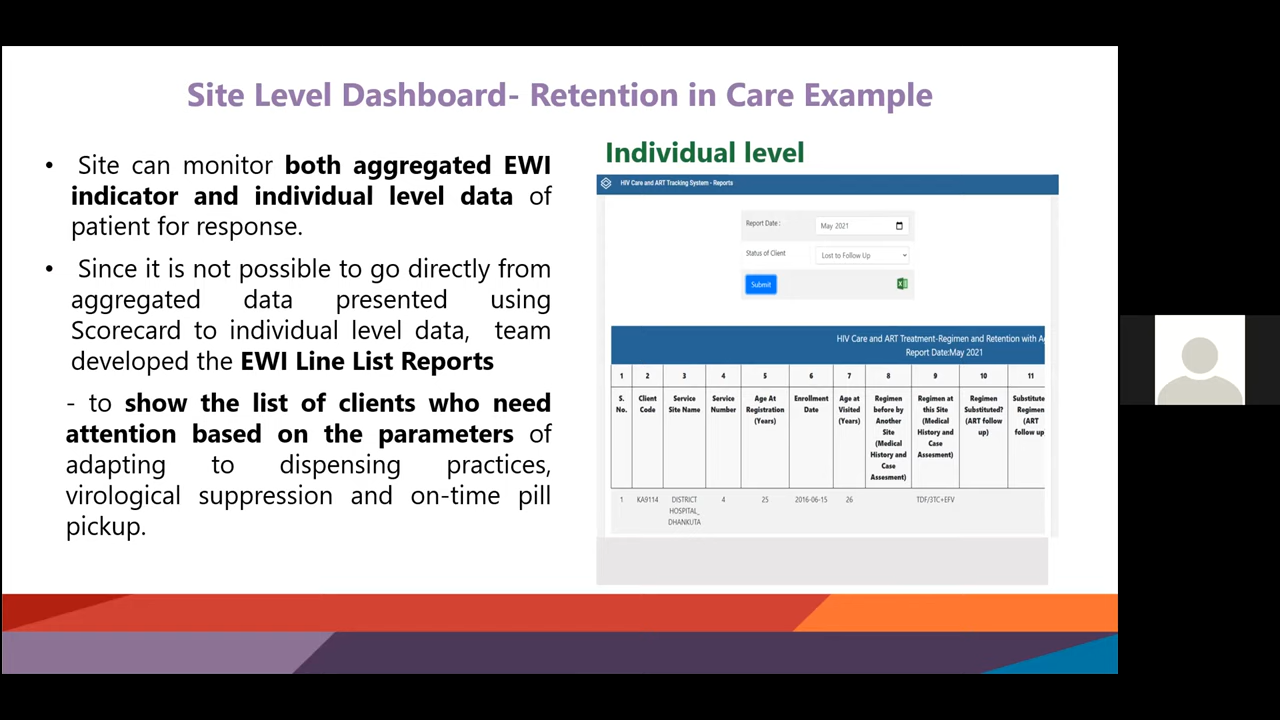 Site Level Dashboard- Retention in Care Example
• Site can monitor both aggregated EWI
indicator and individual level data of
patient for response.
• Since it is not possible to go directly from
aggregated data presented using
Scorecard to individual level data, team
developed the EWI Line List Reports
- to show the list of clients who need
attention based on the parameters of
adapting to dispensing practices,
virological suppression and on-time pill
pickup.
Individual level
HIV Care and ART Tracking System - Reports
Report Date :
May 2021
Status of Client
Lost to Follow Up
Submit
HIV Care and ART Treatment-Regimen and Retention with A
Report Date:May 2021
1 2 3 4 5 6 7 8 9 10 11
S. No.
Client Code
Service Site Name
Service Number
Age At Registration (Years)
Enrollment Date
Age at Visited (Years)
Regimen before by Another Site (Medical History and Case Assesment)
Regimen at this Site (Medical History and Case Assesment)
Regimen Substituted? (ART follow up)
Substitute Regimen (ART follow up
1 KA9114 DISTRICT HOSPITAL_ DHANKUTA 4 25 2016-06-15 26 TDF/3TC+EFV